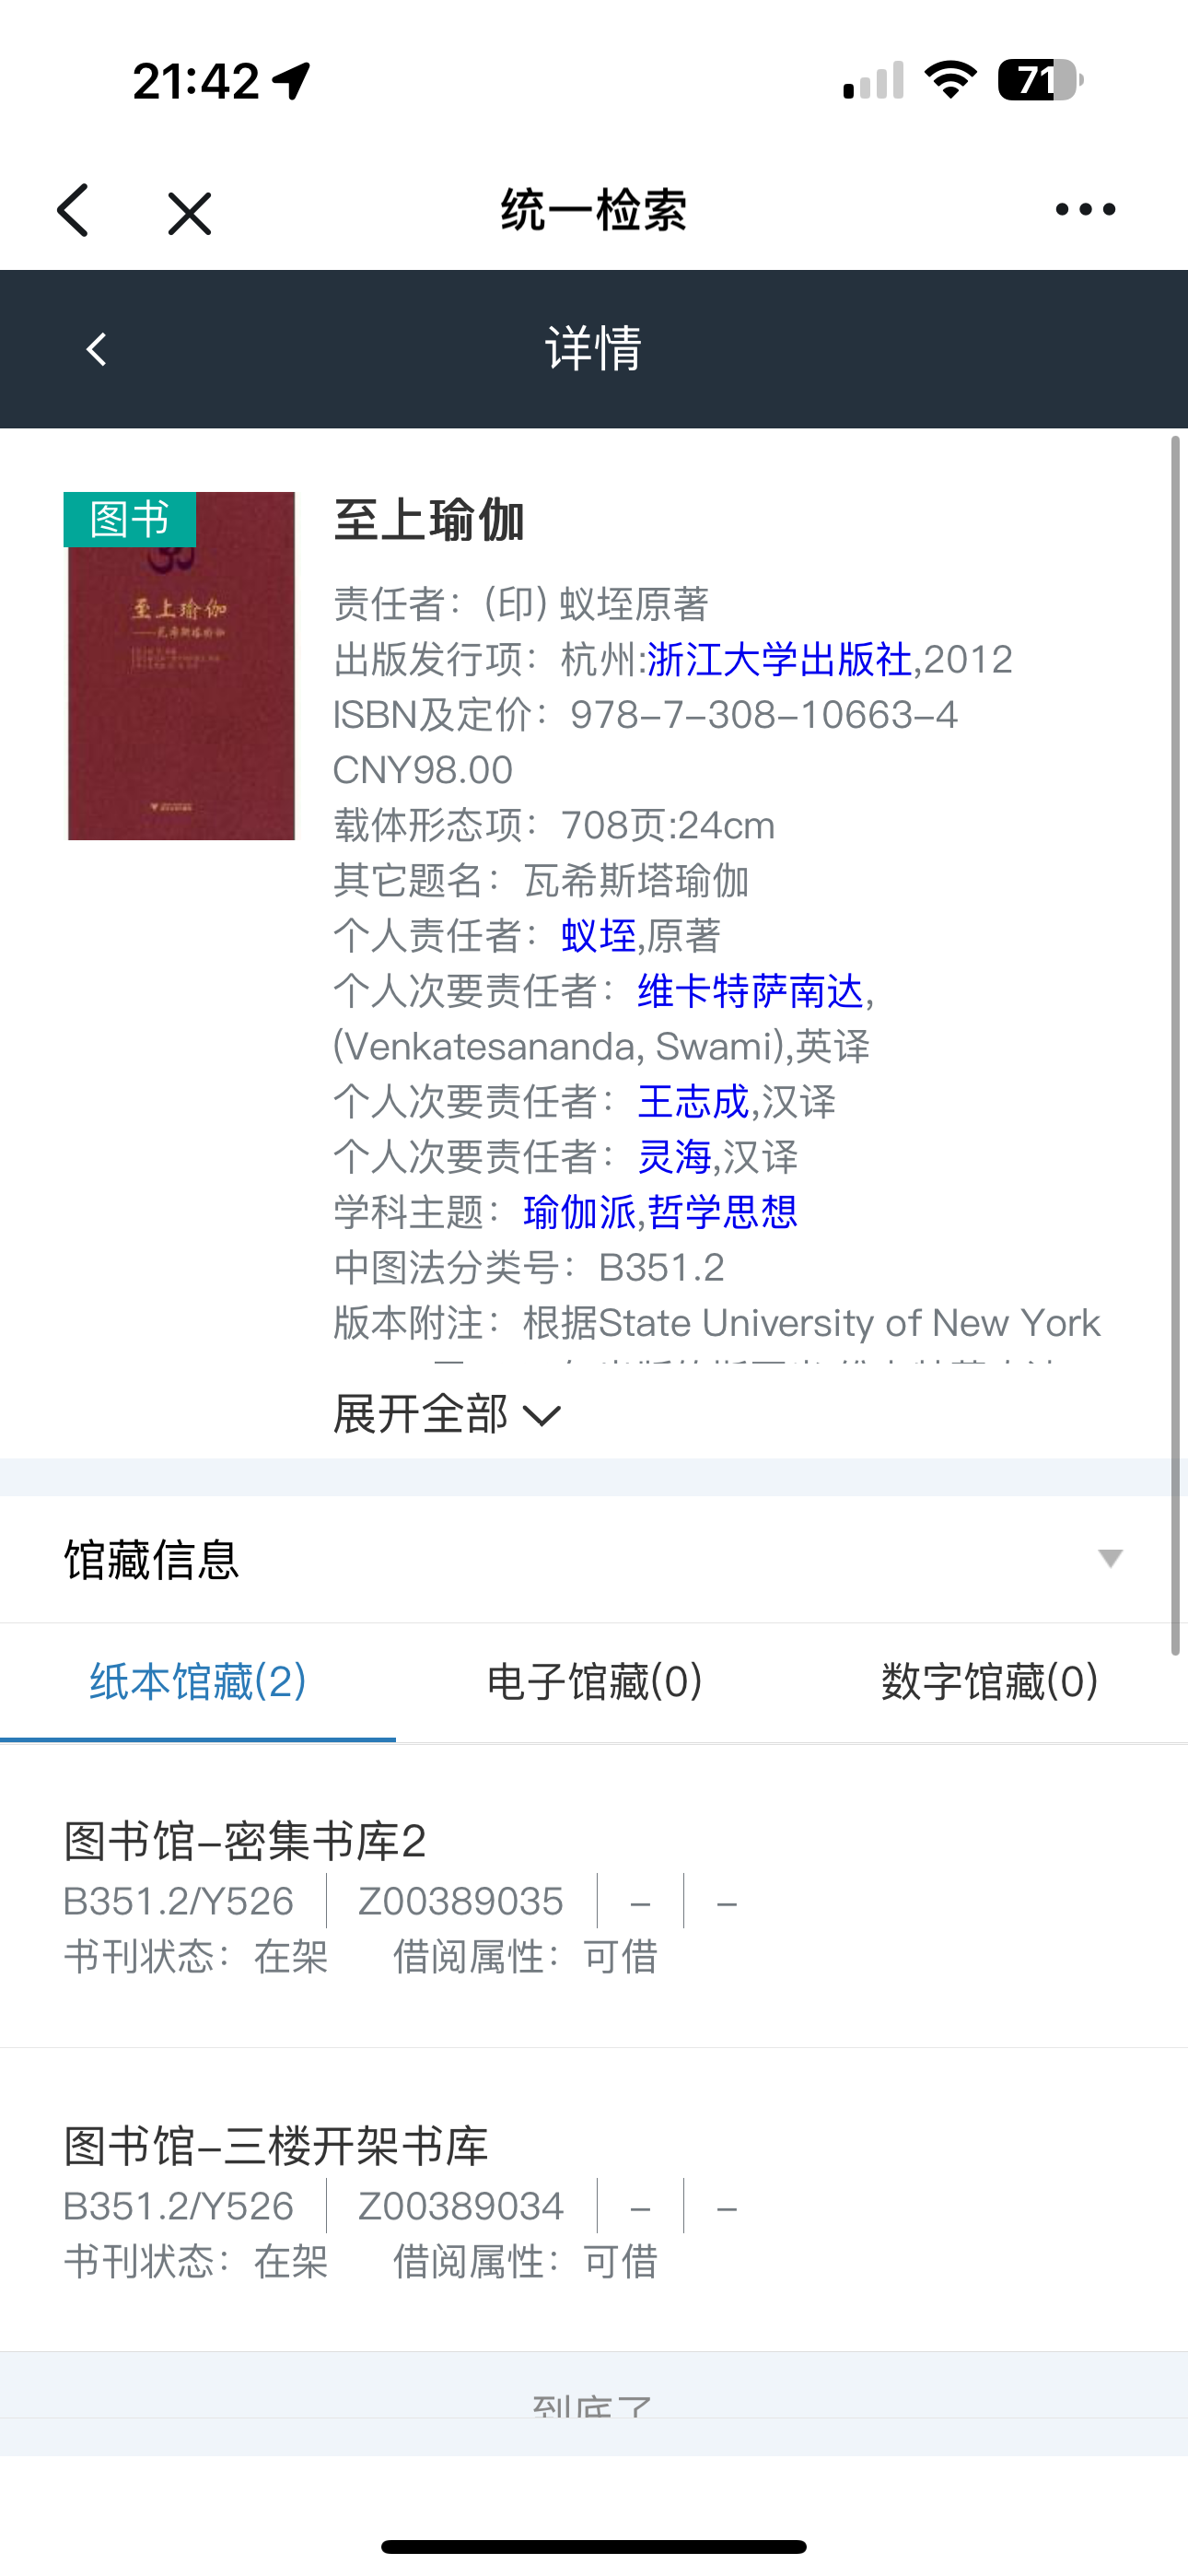 21:42
71
统一检索
详情
图书
至上瑜伽
至上瑜伽
责任者：(印) 蚁垤原著
出版发行项：杭州:浙江大学出版社,2012
ISBN及定价：978-7-308-10663-4
CNY98.00
载体形态项：708页:24cm
其它题名：瓦希斯塔瑜伽
个人责任者：蚁垤,原著
个人次要责任者：维卡特萨南达,
(Venkatesananda, Swami),英译
个人次要责任者：王志成,汉译
个人次要责任者：灵海,汉译
学科主题：瑜伽派,哲学思想
中图法分类号：B351.2
版本附注：根据State University of New York
展开全部
馆藏信息
纸本馆藏(2)
电子馆藏(0)
数字馆藏(0)
图书馆-密集书库2
B351.2/Y526 Z00389035 - -
书刊状态：在架 借阅属性：可借
图书馆-三楼开架书库
B351.2/Y526 Z00389034 - -
书刊状态：在架 借阅属性：可借
到底了